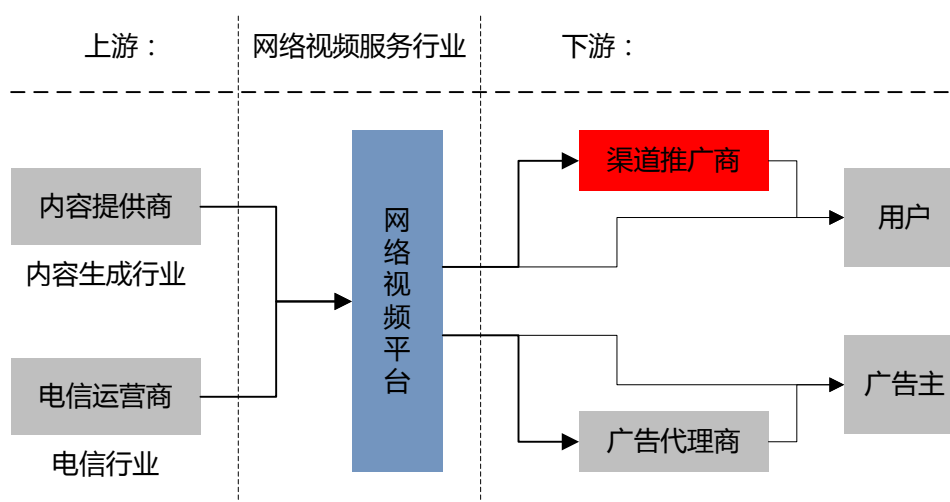 上游：
网络视频服务行业
下游：
内容提供商
内容生成行业
电信运营商
电信行业
网络视频平台
渠道推广商
用户
广告主
广告代理商